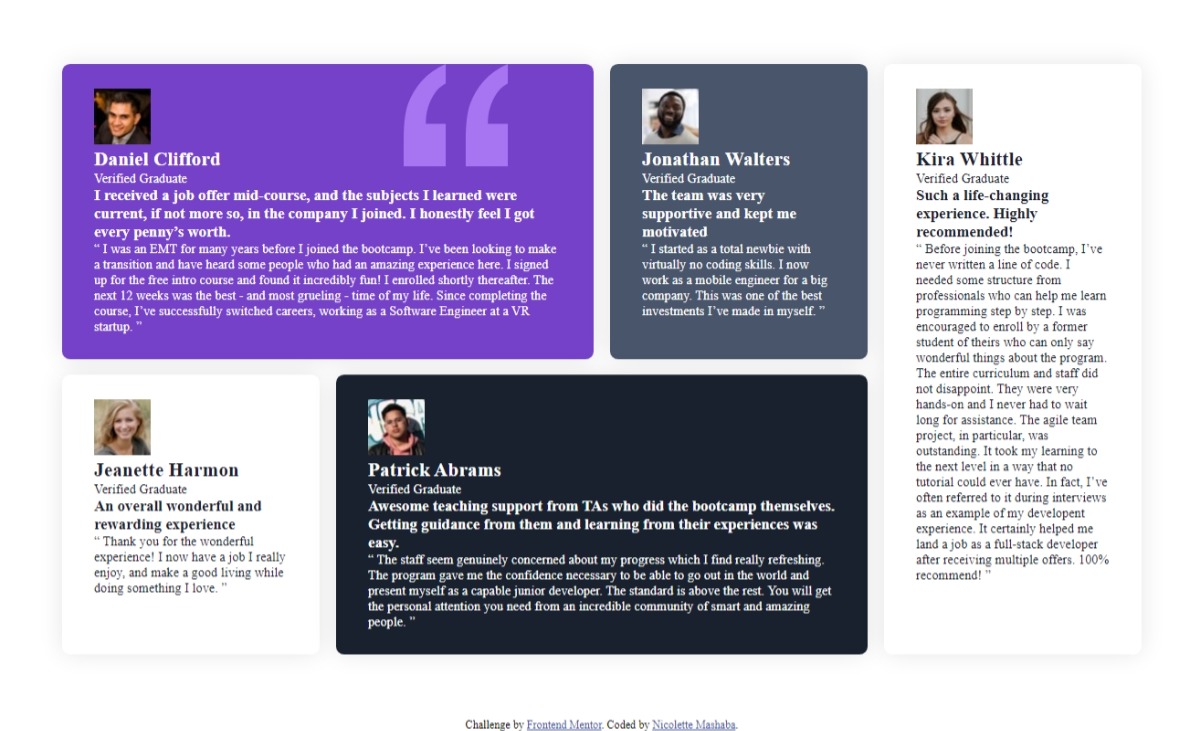 Daniel Clifford
Verified Graduate
I received a job offer mid-course, and the subjects I learned were
current, if not more so, in the company I joined. I honestly feel I got
every penny’s worth.
“ I was an EMT for many years before I joined the bootcamp. I’ve been looking to make
a transition and have heard some people who had an amazing experience here. I signed
up for the free intro course and found it incredibly fun! I enrolled shortly thereafter. The
next 12 weeks was the best - and most grueling - time of my life. Since completing the
course, I’ve successfully switched careers, working as a Software Engineer at a VR
startup. ”
Jonathan Walters
Verified Graduate
The team was very
supportive and kept me
motivated
“ I started as a total newbie with
virtually no coding skills. I now
work as a mobile engineer for a big
company. This was one of the best
investments I’ve made in myself. ”
Kira Whittle
Verified Graduate
Such a life-changing
experience. Highly
recommended!
“ Before joining the bootcamp, I’ve
never written a line of code. I
needed some structure from
professionals who can help me learn
programming step by step. I was
encouraged to enroll by a former
student of theirs who can only say
wonderful things about the program.
The entire curriculum and staff did
not disappoint. They were very
hands-on and I never had to wait
long for assistance. The agile team
project, in particular, was
outstanding. It took my learning to
the next level in a way that no
tutorial could ever have. In fact, I’ve
often referred to it during interviews
as an example of my developent
experience. It certainly helped me
land a job as a full-stack developer
after receiving multiple offers. 100%
recommend! ”
Jeanette Harmon
Verified Graduate
An overall wonderful and
rewarding experience
“ Thank you for the wonderful
experience! I now have a job I really
enjoy, and make a good living while
doing something I love. ”
Patrick Abrams
Verified Graduate
Awesome teaching support from TAs who did the bootcamp themselves.
Getting guidance from them and learning from their experiences was
easy.
“ The staff seem genuinely concerned about my progress which I find really refreshing.
The program gave me the confidence necessary to be able to go out in the world and
present myself as a capable junior developer. The standard is above the rest. You will get
the personal attention you need from an incredible community of smart and amazing
people. ”
Challenge by Frontend Mentor. Coded by Nicolette Mashaba.